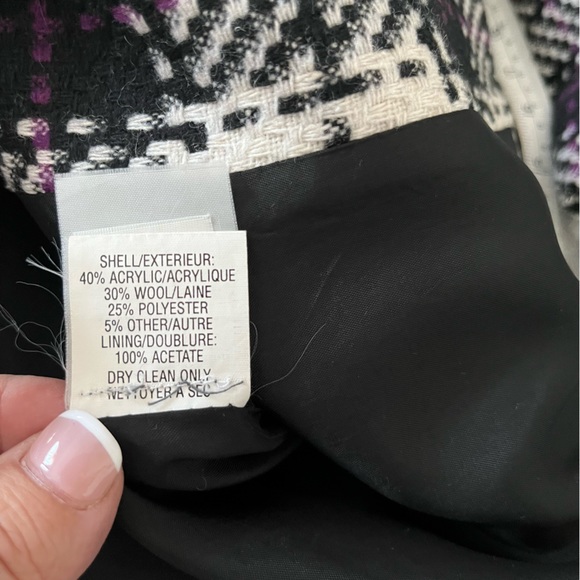 SHELL/EXTERIEUR:
40% ACRYLIC/ACRYLIQUE
30% WOOL/LAINE
25% POLYESTER
5% OTHER/AUTRE
LINING/DOUBLURE:
100% ACETATE
DRY CLEAN ONLY
NETTOYER A SEC